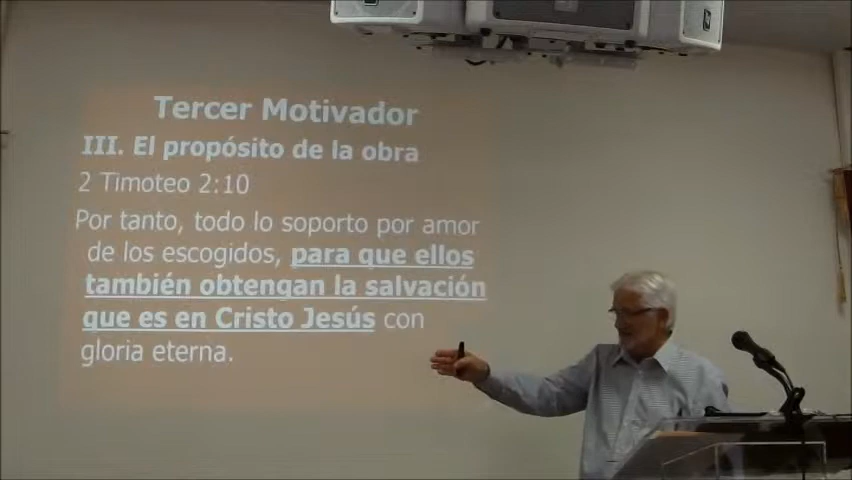 Tercer Motivador
III. El propósito de la obra
2 Timoteo 2:10
Por tanto, todo lo soporto por amor
de los escogidos, para que ellos
también obtengan la salvación
que es en Cristo Jesús con
gloria eterna.